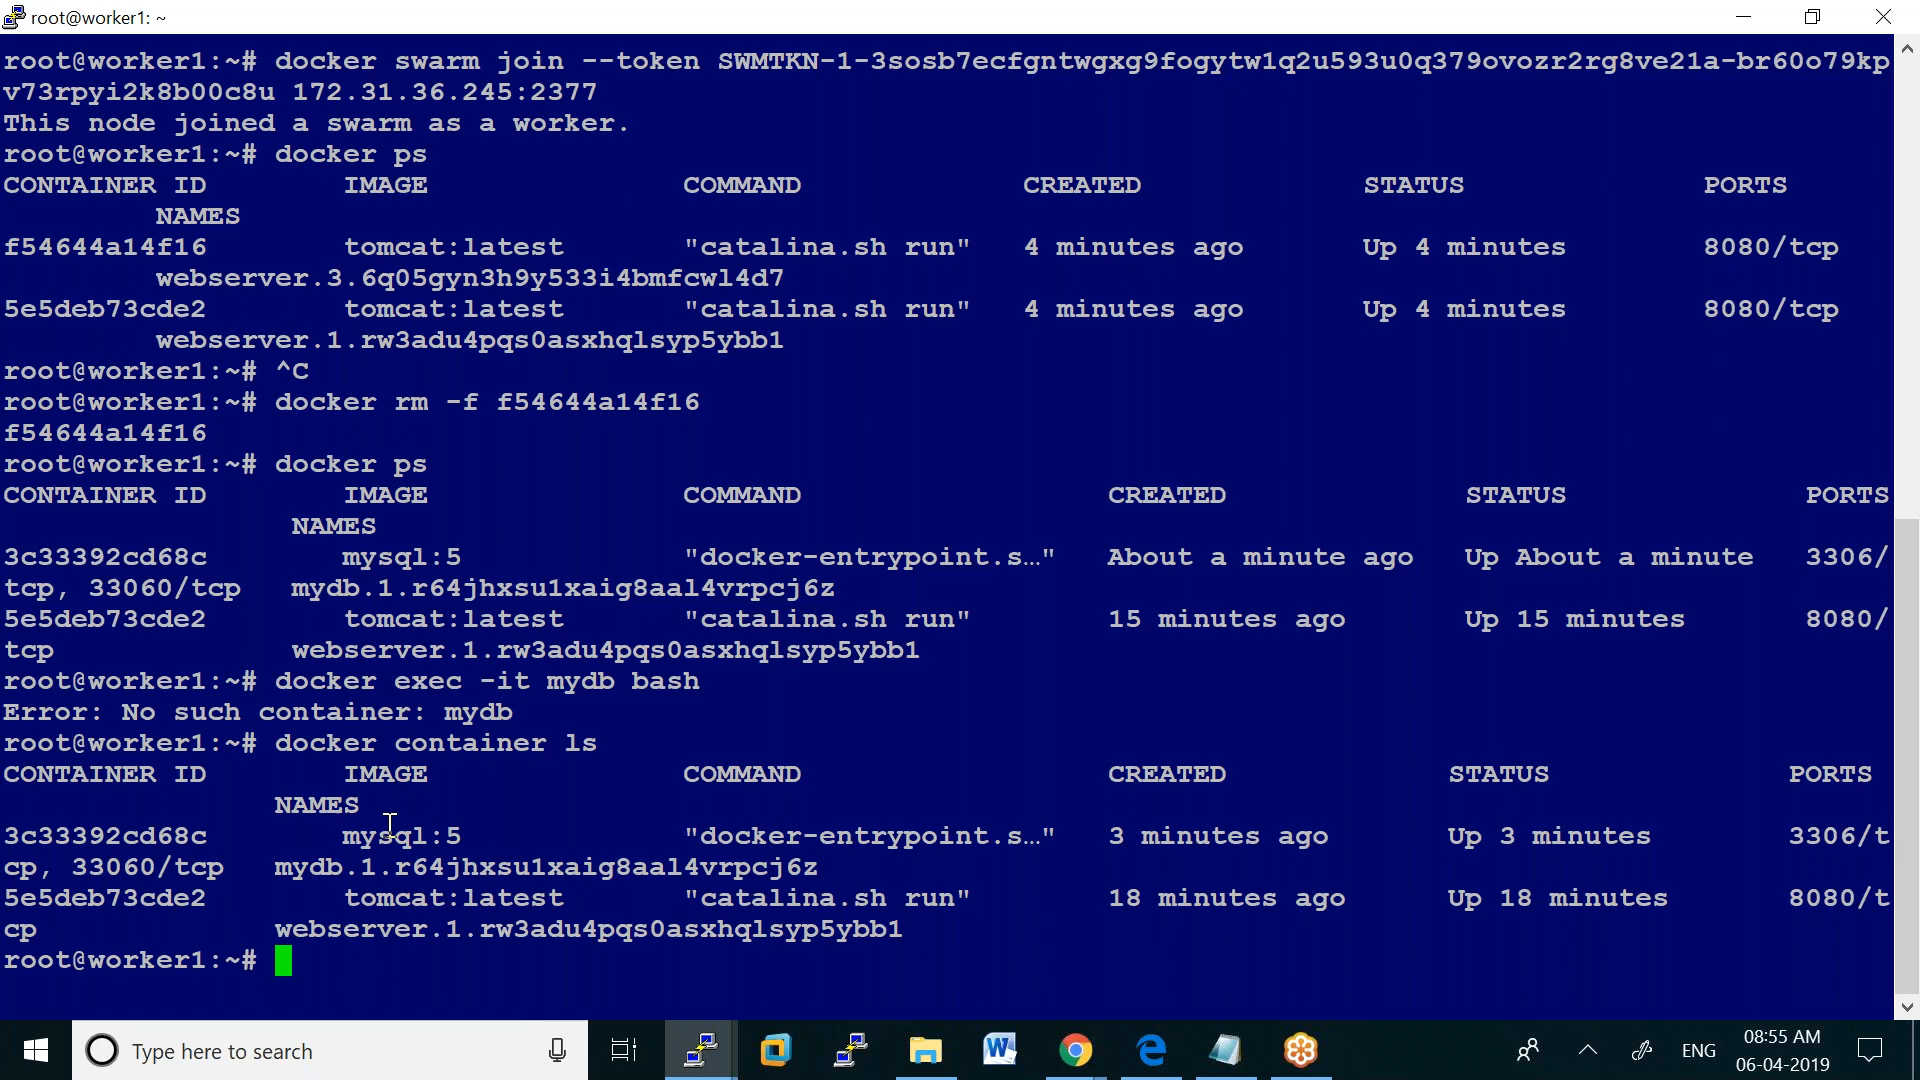 root@worker1: ~
root@worker1:~# docker swarm join --token SWMTKN-1-3sosb7ecfgntwgxg9fogytw1q2u593u0q379ovozr2rg8ve21a-br60o79kp
v73rpyi2k8b00c8u 172.31.36.245:2377
This node joined a swarm as a worker.
root@worker1:~# docker ps
CONTAINER ID        IMAGE               COMMAND             CREATED             STATUS              PORTS
         NAMES
f54644a14f16        tomcat:latest       "catalina.sh run"   4 minutes ago       Up 4 minutes        8080/tcp
         webserver.3.6q05gyn3h9y533i4bmfcwl4d7
5e5deb73cde2        tomcat:latest       "catalina.sh run"   4 minutes ago       Up 4 minutes        8080/tcp
         webserver.1.rw3adu4pqs0asxhqlsyp5ybb1
root@worker1:~# ^C
root@worker1:~# docker rm -f f54644a14f16
f54644a14f16
root@worker1:~# docker ps
CONTAINER ID        IMAGE               COMMAND                  CREATED              STATUS              PORTS
                 NAMES
3c33392cd68c        mysql:5             "docker-entrypoint.s…"   About a minute ago   Up About a minute   3306/
tcp, 33060/tcp   mydb.1.r64jhxsu1xaig8aal4vrpcj6z
5e5deb73cde2        tomcat:latest       "catalina.sh run"        15 minutes ago       Up 15 minutes       8080/
tcp              webserver.1.rw3adu4pqs0asxhqlsyp5ybb1
root@worker1:~# docker exec -it mydb bash
Error: No such container: mydb
root@worker1:~# docker container ls
CONTAINER ID        IMAGE               COMMAND                  CREATED             STATUS              PORTS
                NAMES
3c33392cd68c        mysql:5             "docker-entrypoint.s…"   3 minutes ago       Up 3 minutes        3306/t
cp, 33060/tcp   mydb.1.r64jhxsu1xaig8aal4vrpcj6z
5e5deb73cde2        tomcat:latest       "catalina.sh run"        18 minutes ago      Up 18 minutes       8080/t
cp              webserver.1.rw3adu4pqs0asxhqlsyp5ybb1
root@worker1:~#
Type here to search
ENG
08:55 AM
06-04-2019